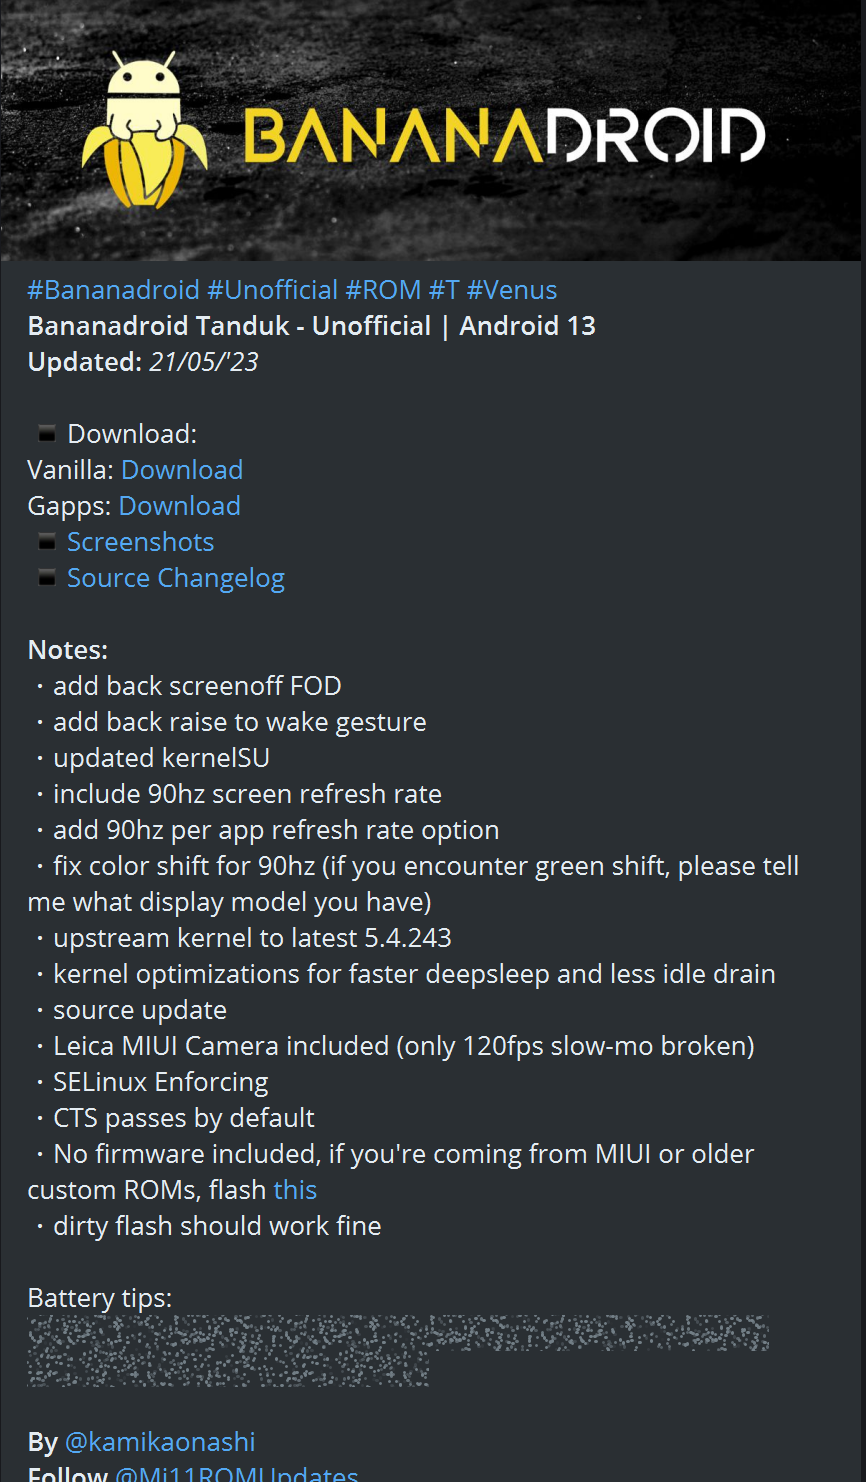 BANANADROID
#Bananadroid #Unofficial #ROM #T #Venus
Bananadroid Tanduk - Unofficial | Android 13
Updated: 21/05/'23
◾ Download:
Vanilla: Download
Gapps: Download
◾ Screenshots
◾ Source Changelog
Notes:
· add back screenoff FOD
· add back raise to wake gesture
· updated kernelSU
· include 90hz screen refresh rate
· add 90hz per app refresh rate option
· fix color shift for 90hz (if you encounter green shift, please tell
me what display model you have)
· upstream kernel to latest 5.4.243
· kernel optimizations for faster deepsleep and less idle drain
· source update
· Leica MIUI Camera included (only 120fps slow-mo broken)
· SELinux Enforcing
· CTS passes by default
· No firmware included, if you're coming from MIUI or older
custom ROMs, flash this
· dirty flash should work fine
Battery tips:
By @kamikaonashi
Follow @Mi11ROMUpdates